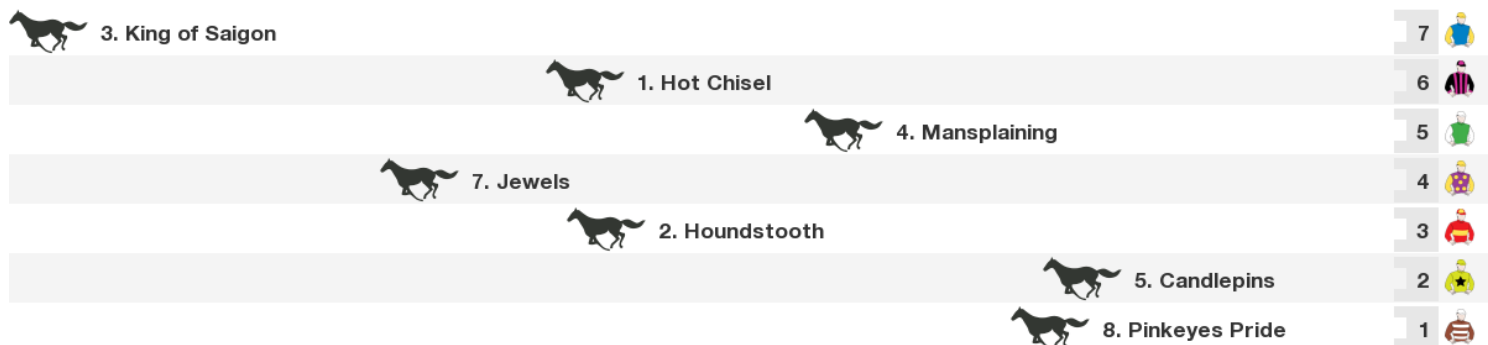 3. King of Saigon 7
1. Hot Chisel 6
4. Mansplaining 5
7. Jewels 4
2. Houndstooth 3
5. Candlepins 2
8. Pinkeyes Pride 1